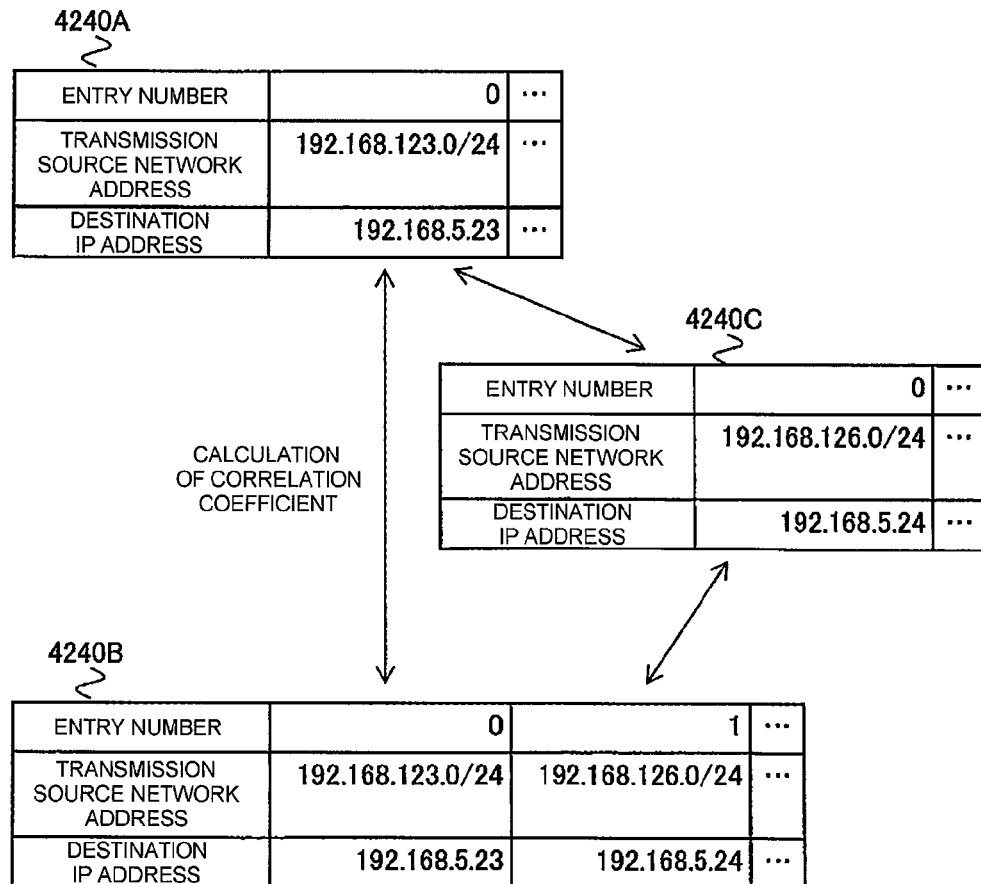 4240A
ENTRY NUMBER 0 ...
TRANSMISSION
SOURCE NETWORK
ADDRESS
192.168.123.0/24 ...
DESTINATION
IP ADDRESS
192.168.5.23 ...
4240C
ENTRY NUMBER 0 ...
TRANSMISSION
SOURCE NETWORK
ADDRESS
192.168.126.0/24 ...
DESTINATION
IP ADDRESS
192.168.5.24 ...
CALCULATION
OF CORRELATION
COEFFICIENT
4240B
ENTRY NUMBER 0 1 ...
TRANSMISSION
SOURCE NETWORK
ADDRESS
192.168.123.0/24 192.168.126.0/24 ...
DESTINATION
IP ADDRESS
192.168.5.23 192.168.5.24 ...